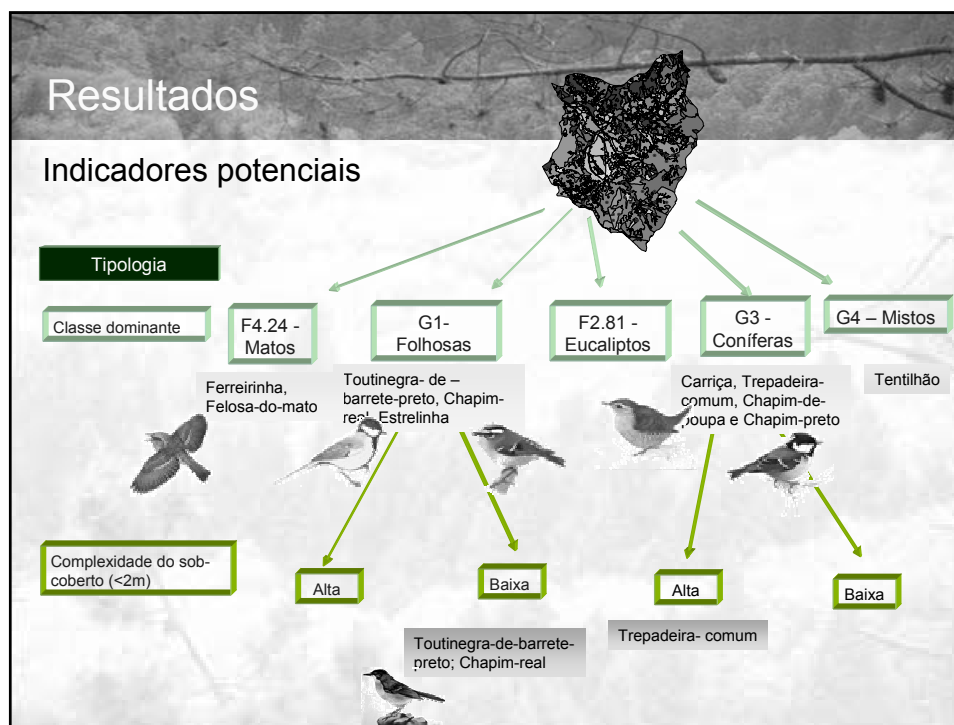 Resultados
Indicadores potenciais
Tipologia
Classe dominante
F4.24 -
Matos
G1-
Folhosas
F2.81 -
Eucaliptos
G3 -
Coníferas
G4 – Mistos
Ferreirinha,
Felosa-do-mato
Toutinegra- de –
barrete-preto, Chapim-
real, Estrelinha
Carriça, Trepadeira-
comum, Chapim-de-
poupa e Chapim-preto
Tentilhão
Complexidade do sob-
coberto (<2m)
Alta
Baixa
Alta
Baixa
Toutinegra-de-barrete-
preto; Chapim-real
Trepadeira- comum